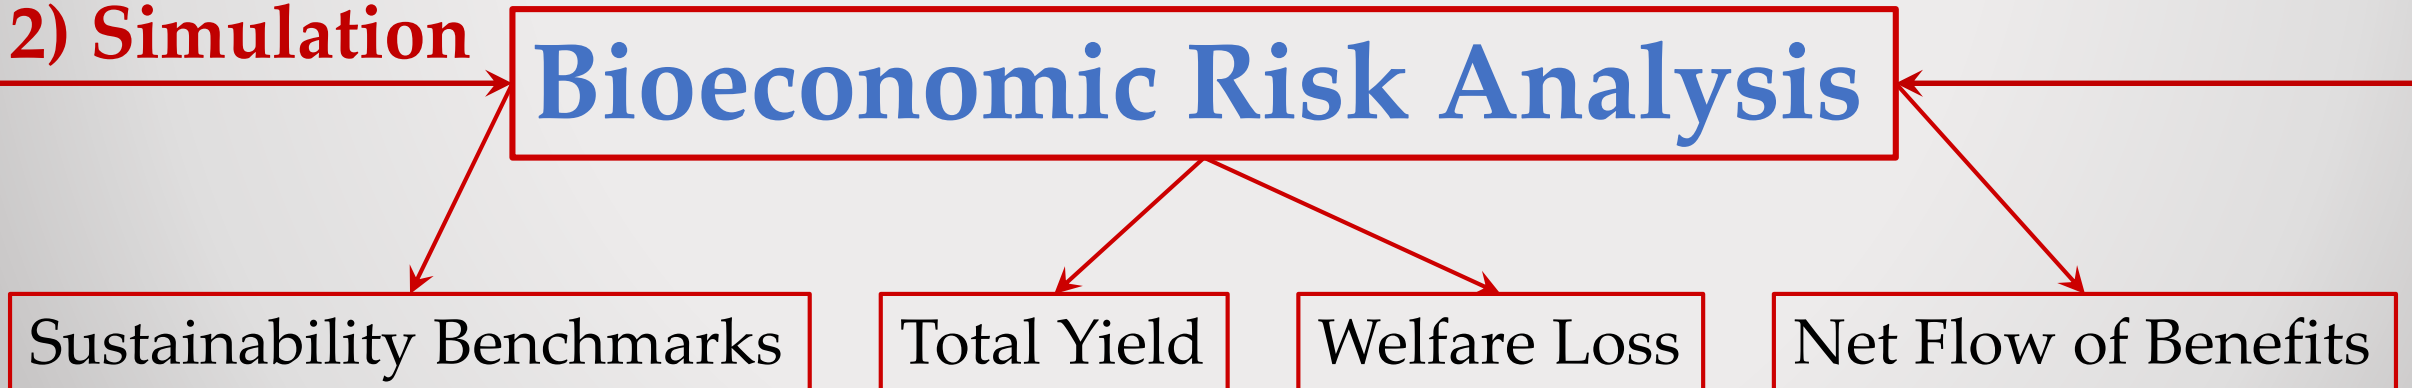 2) Simulation
Bioeconomic Risk Analysis
Sustainability Benchmarks
Total Yield
Welfare Loss
Net Flow of Benefits